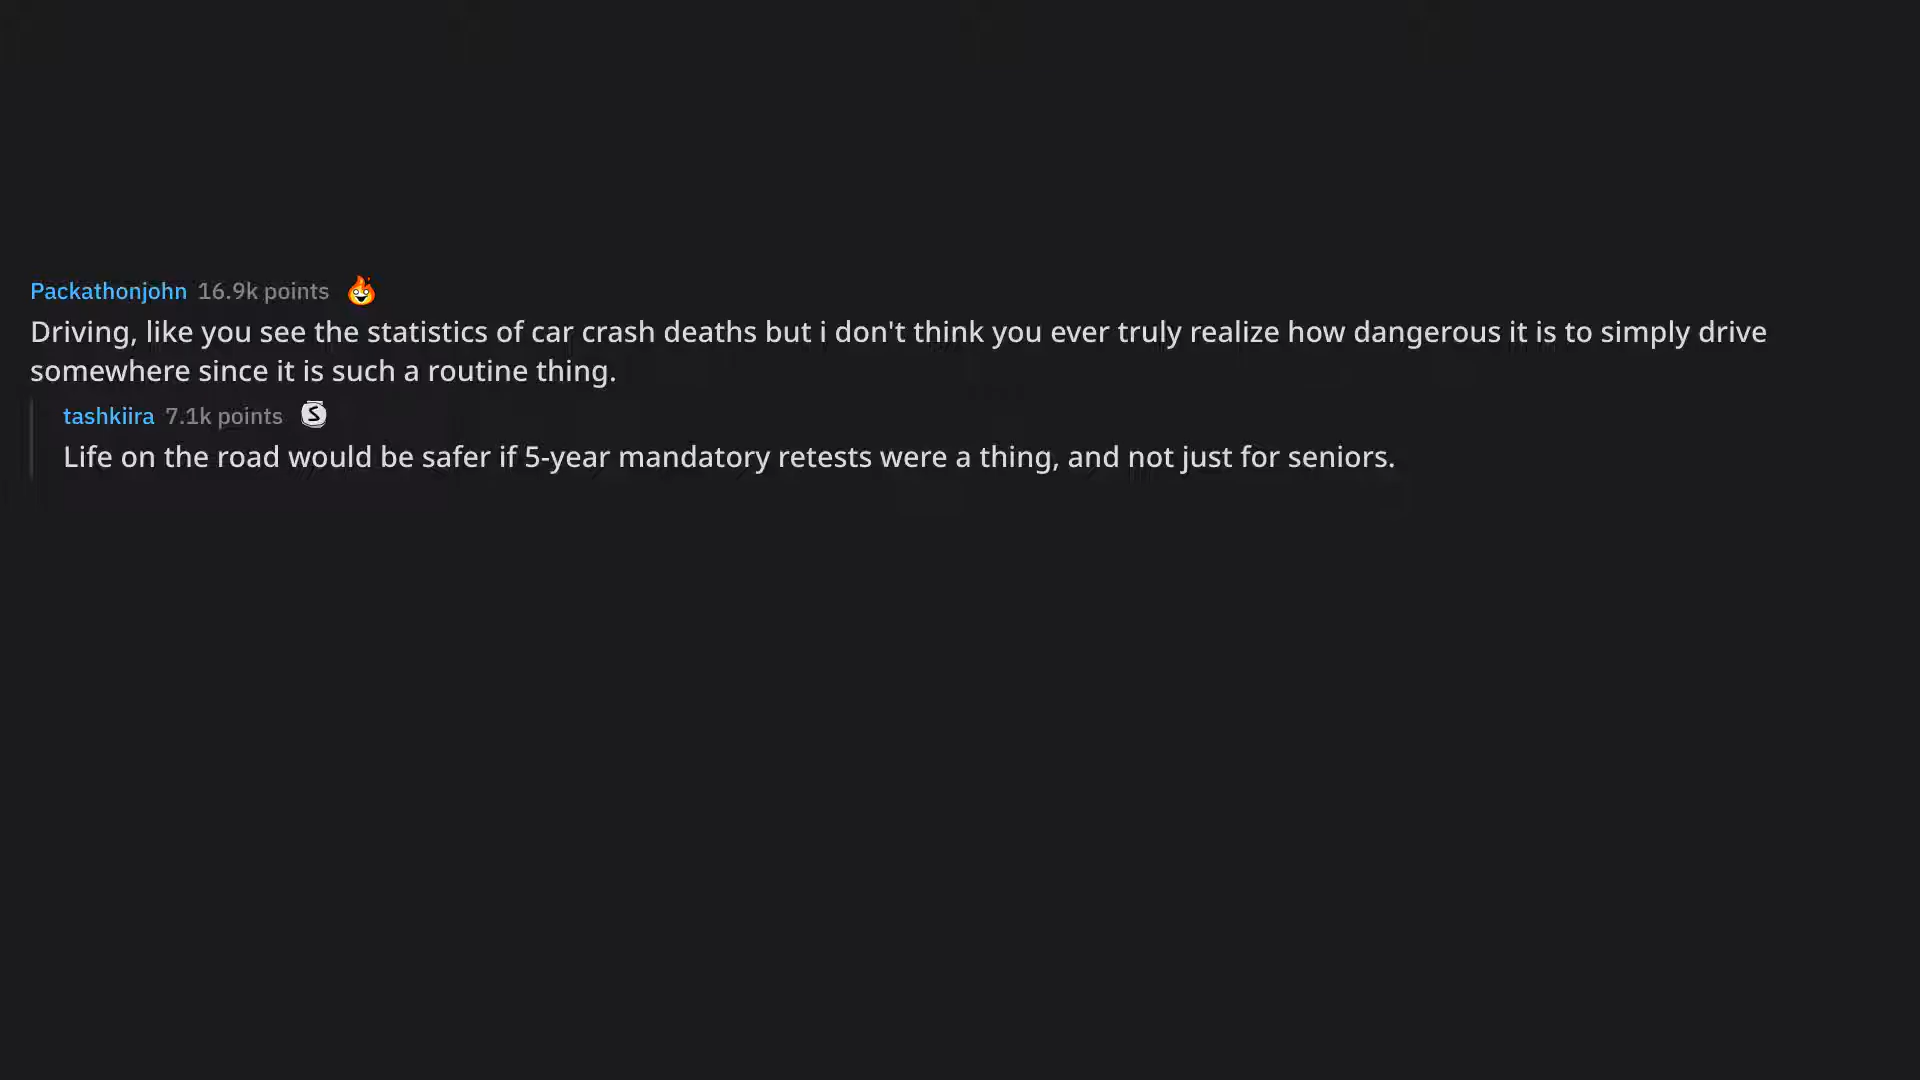 Packathonjohn 16.9k points
Driving, like you see the statistics of car crash deaths but i don't think you ever truly realize how dangerous it is to simply drive
somewhere since it is such a routine thing.
tashkiira 7.1k points
Life on the road would be safer if 5-year mandatory retests were a thing, and not just for seniors.